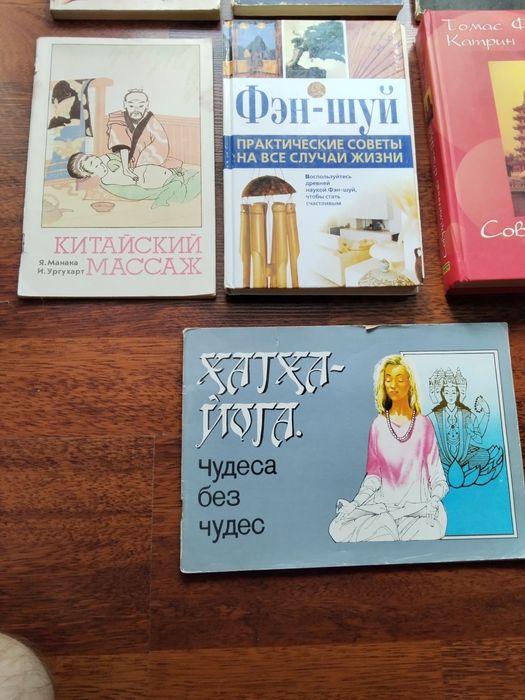 КИТАЙСКИЙ
МАССАЖ
Я. Манака
И. Ургухарт
Фэн-шуй
ПРАКТИЧЕСКИЕ СОВЕТЫ
НА ВСЕ СЛУЧАИ ЖИЗНИ
Воспользуйтесь
древней
наукой Фэн-шуй,
чтобы стать
счастливым
Томас
Катрин
Сов
ХАТХА-
ЙОГА.
чудеса
без
чудес